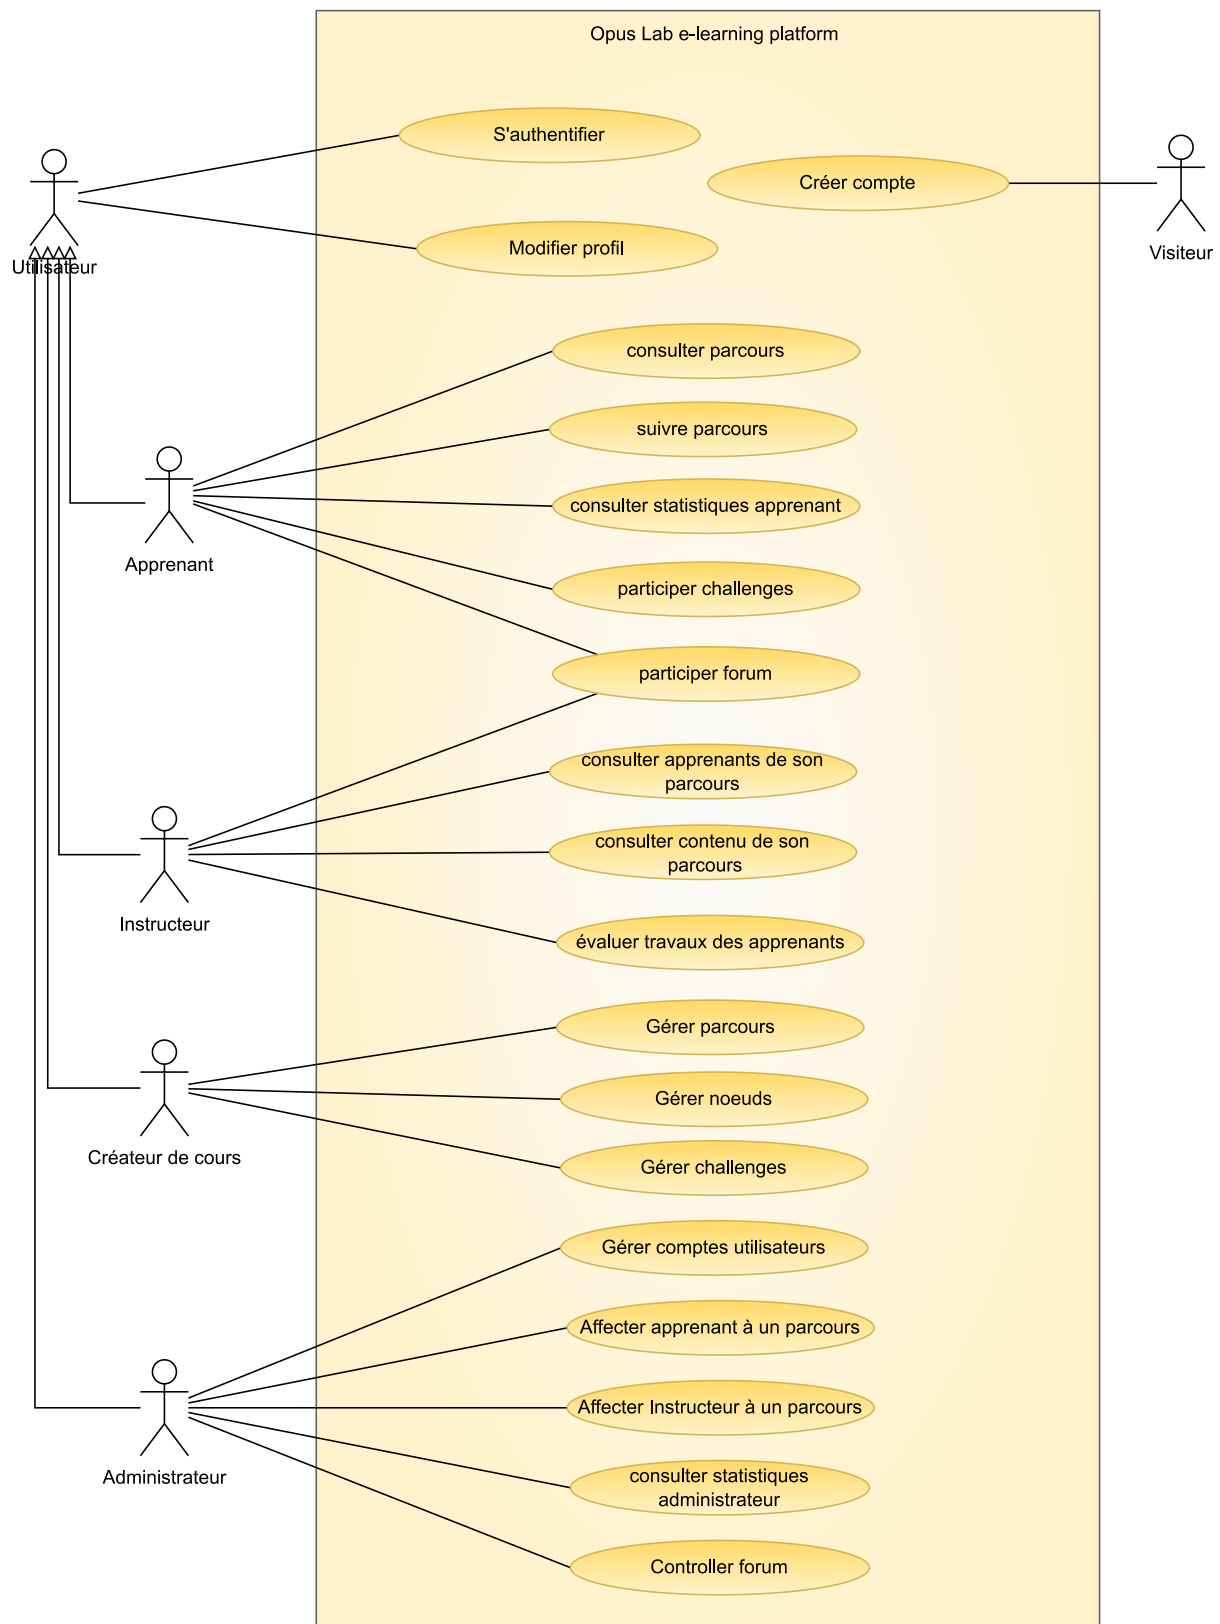 Opus Lab e-learning platform
S'authentifier
Créer compte
Modifier profil
Visiteur
Utilisateur
consulter parcours
suivre parcours
consulter statistiques apprenant
Apprenant
participer challenges
participer forum
consulter apprenants de son
parcours
consulter contenu de son
parcours
Instructeur
évaluer travaux des apprenants
Gérer parcours
Gérer noeuds
Créateur de cours
Gérer challenges
Gérer comptes utilisateurs
Affecter apprenant à un parcours
Affecter Instructeur à un parcours
Administrateur
consulter statistiques
administrateur
Controller forum